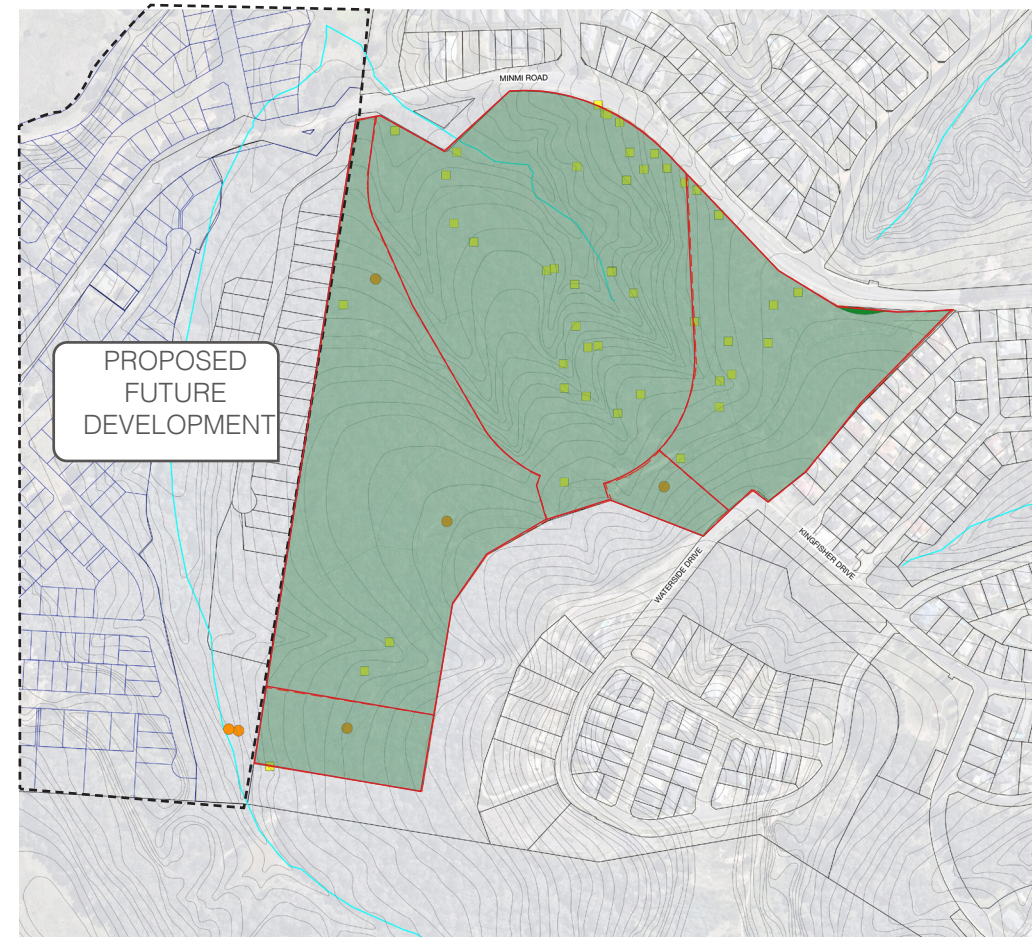 MINMI ROAD
PROPOSED
FUTURE
DEVELOPMENT
KINGFISHER DRIVE
WATERSIDE DRIVE